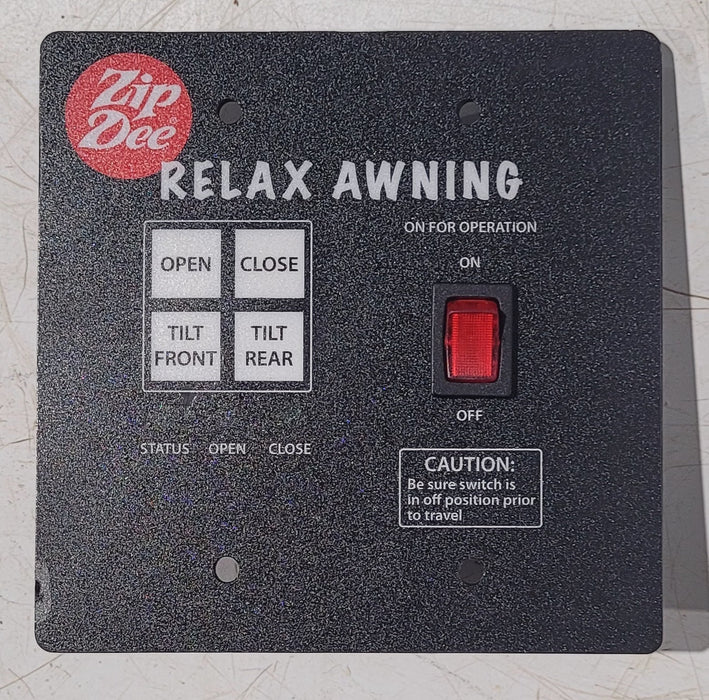 Zip
Dee®
RELAX AWNING
ON FOR OPERATION
OPEN CLOSE
ON
TILT FRONT TILT REAR
OFF
STATUS OPEN CLOSE
CAUTION:
Be sure switch is
in off position prior
to travel